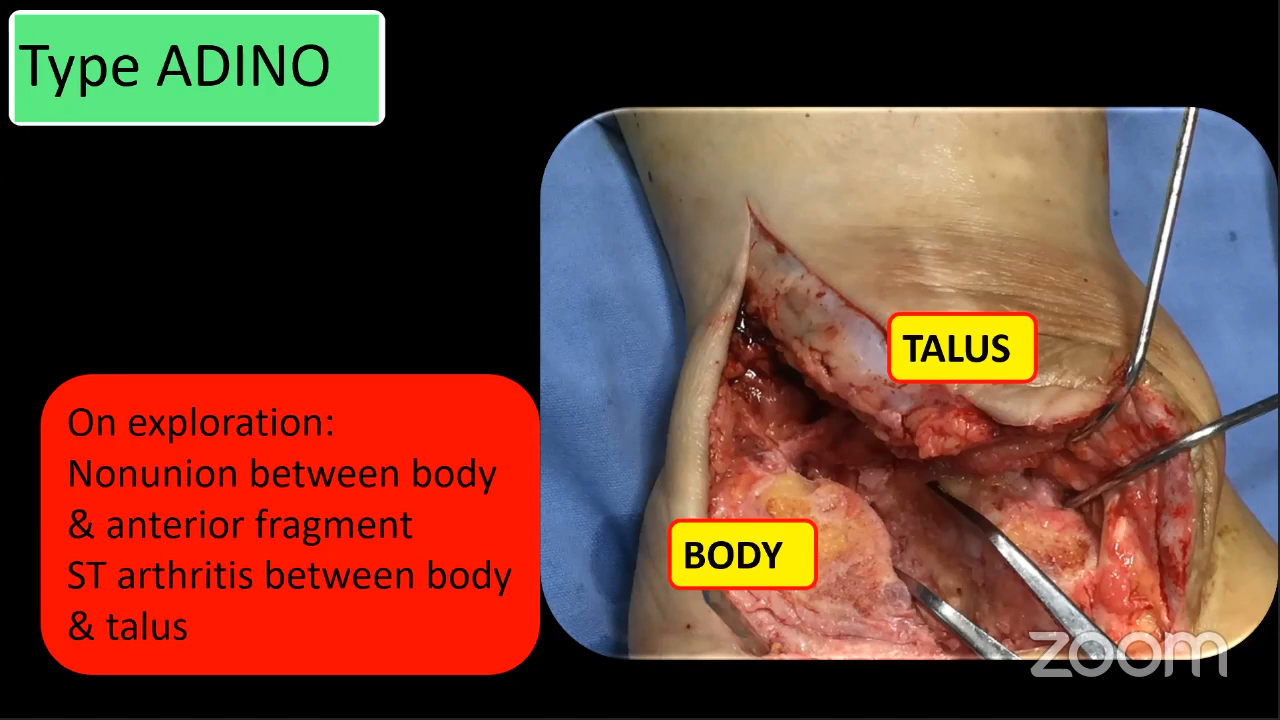 Type ADINO
TALUS
On exploration:
Nonunion between body
& anterior fragment
ST arthritis between body
& talus
BODY
zoom